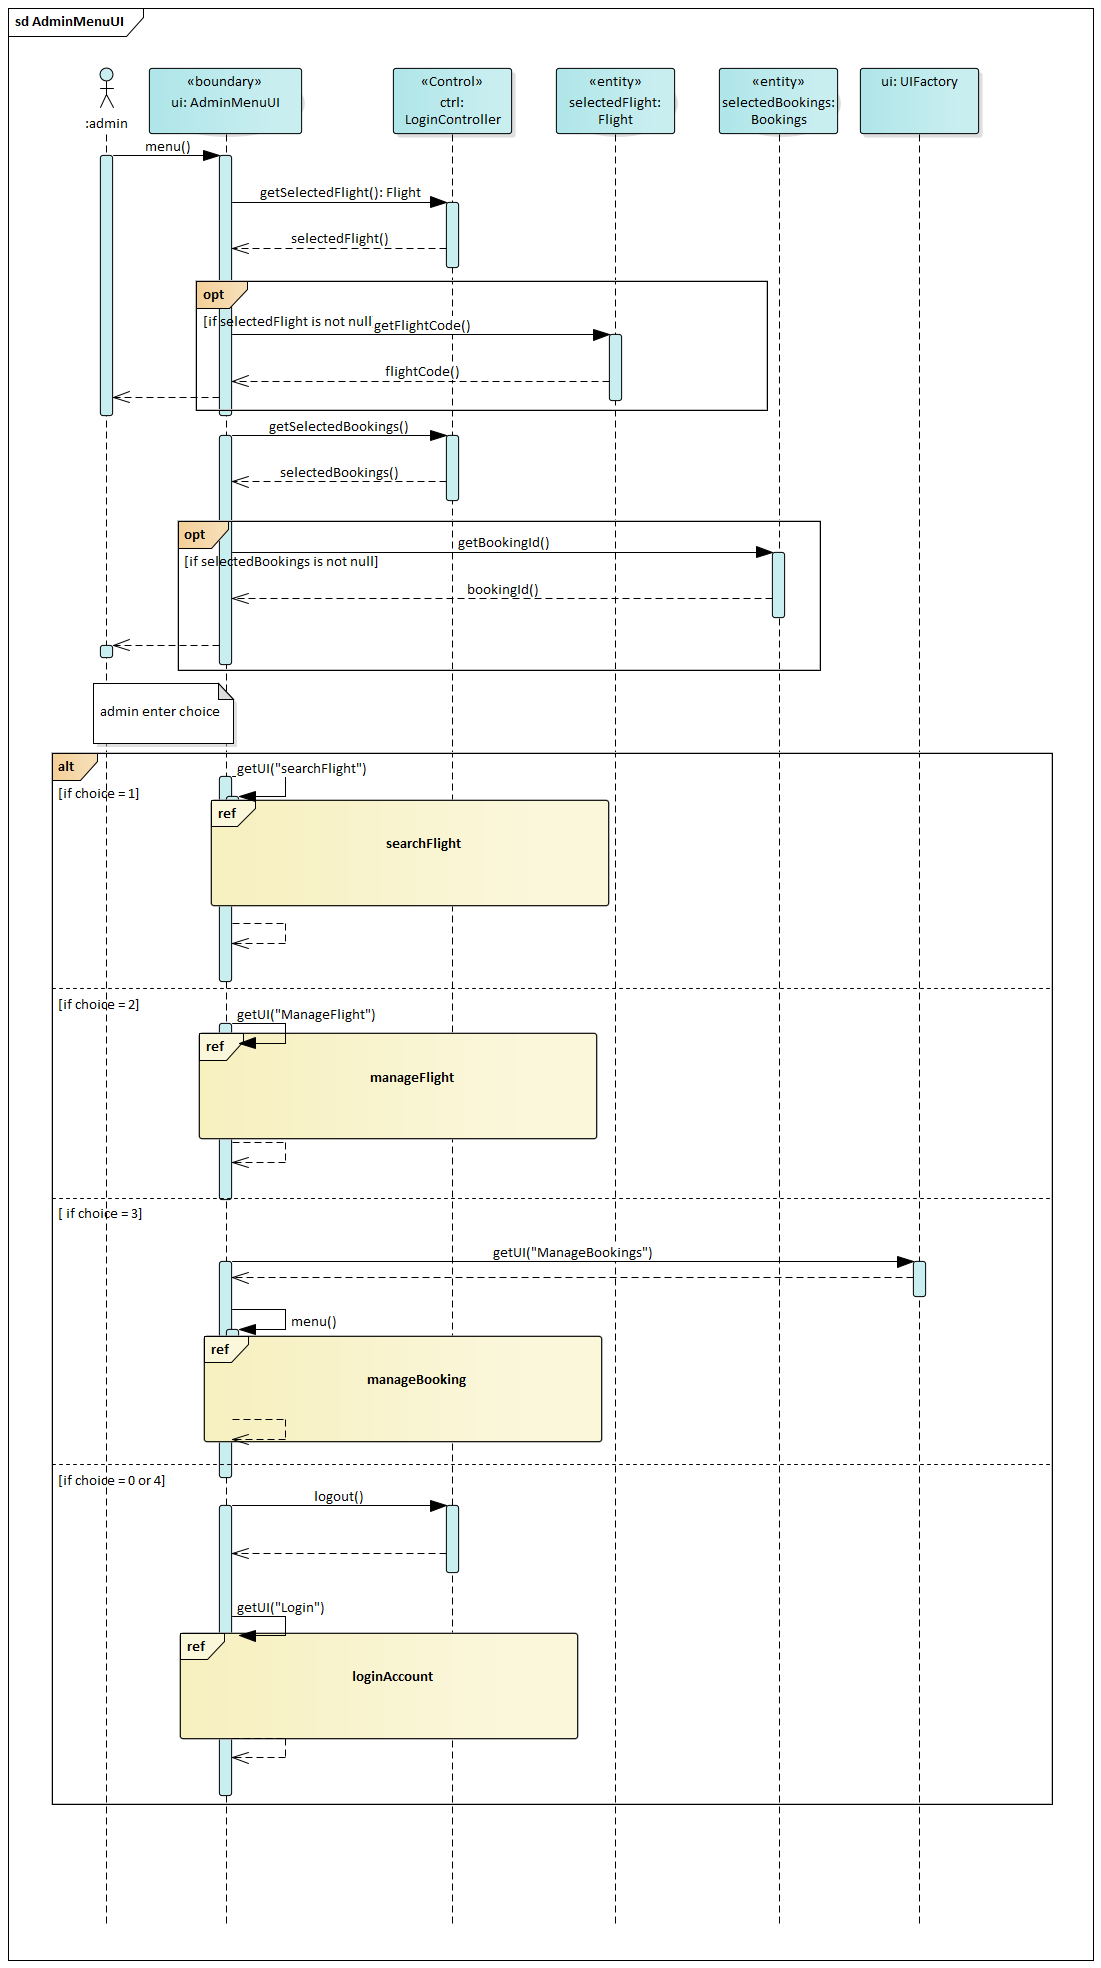 sd AdminMenuUI
:admin
«boundary»
ui: AdminMenuUI
«Control»
ctrl:
LoginController
«entity»
selectedFlight:
Flight
«entity»
selectedBookings:
Bookings
ui: UIFactory
menu()
getSelectedFlight(): Flight
selectedFlight()
opt
[if selectedFlight is not null
getFlightCode()
flightCode()
getSelectedBookings()
selectedBookings()
opt
getBookingId()
[if selectedBookings is not null]
bookingId()
admin enter choice
alt
getUI("searchFlight")
[if choice = 1]
ref
searchFlight
[if choice = 2]
getUI("ManageFlight")
ref
manageFlight
[ if choice = 3]
getUI("ManageBookings")
menu()
ref
manageBooking
[if choice = 0 or 4]
logout()
getUI("Login")
ref
loginAccount